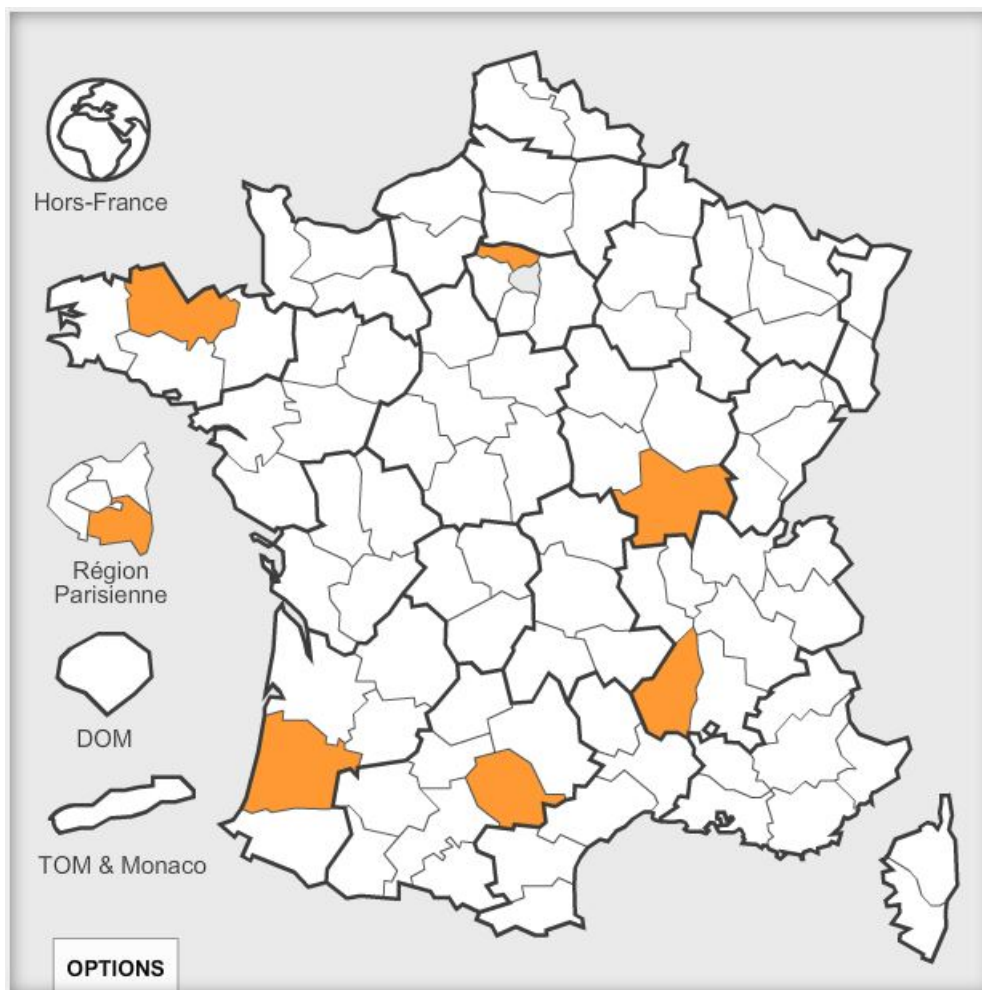 Hors-France
Région
Parisienne
DOM
TOM & Monaco
OPTIONS